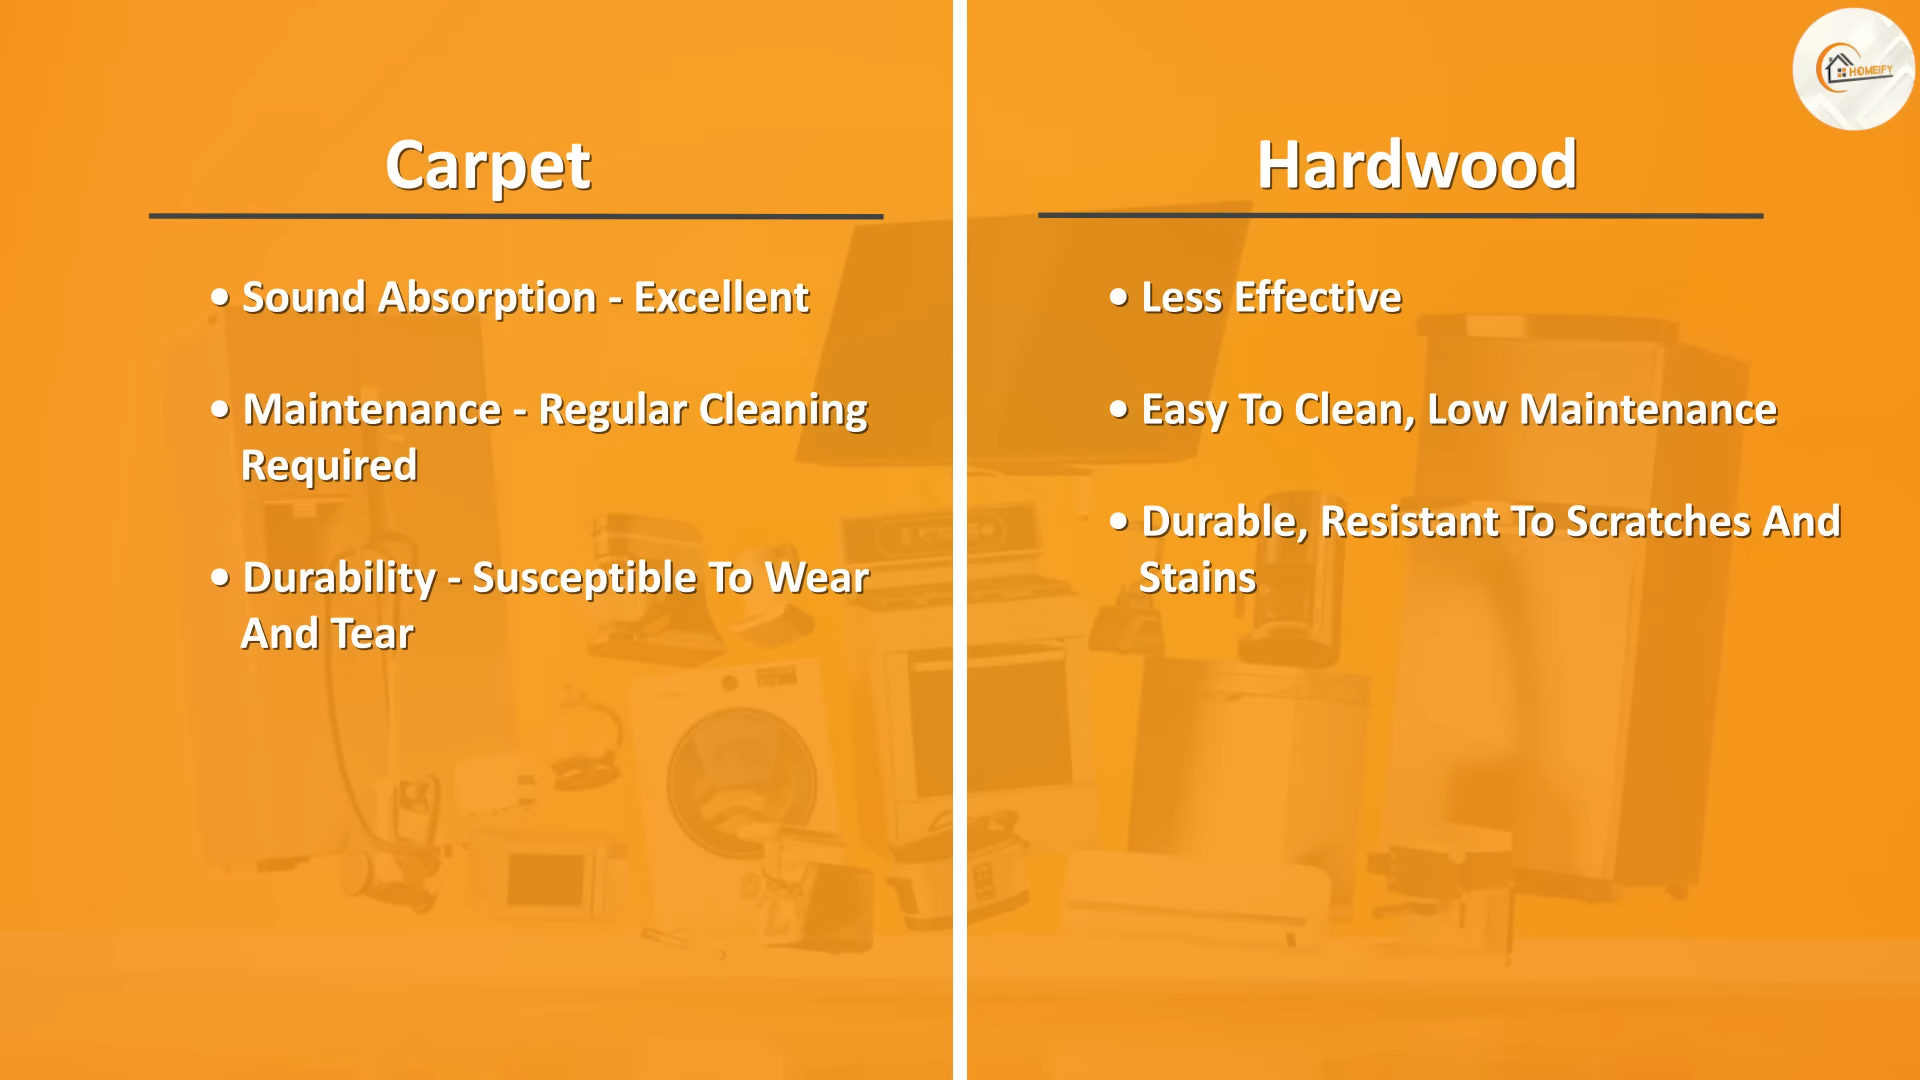 HOMEIFY
Carpet
• Sound Absorption - Excellent
• Maintenance - Regular Cleaning
Required
• Durability - Susceptible To Wear
And Tear
Hardwood
• Less Effective
• Easy To Clean, Low Maintenance
• Durable, Resistant To Scratches And
Stains